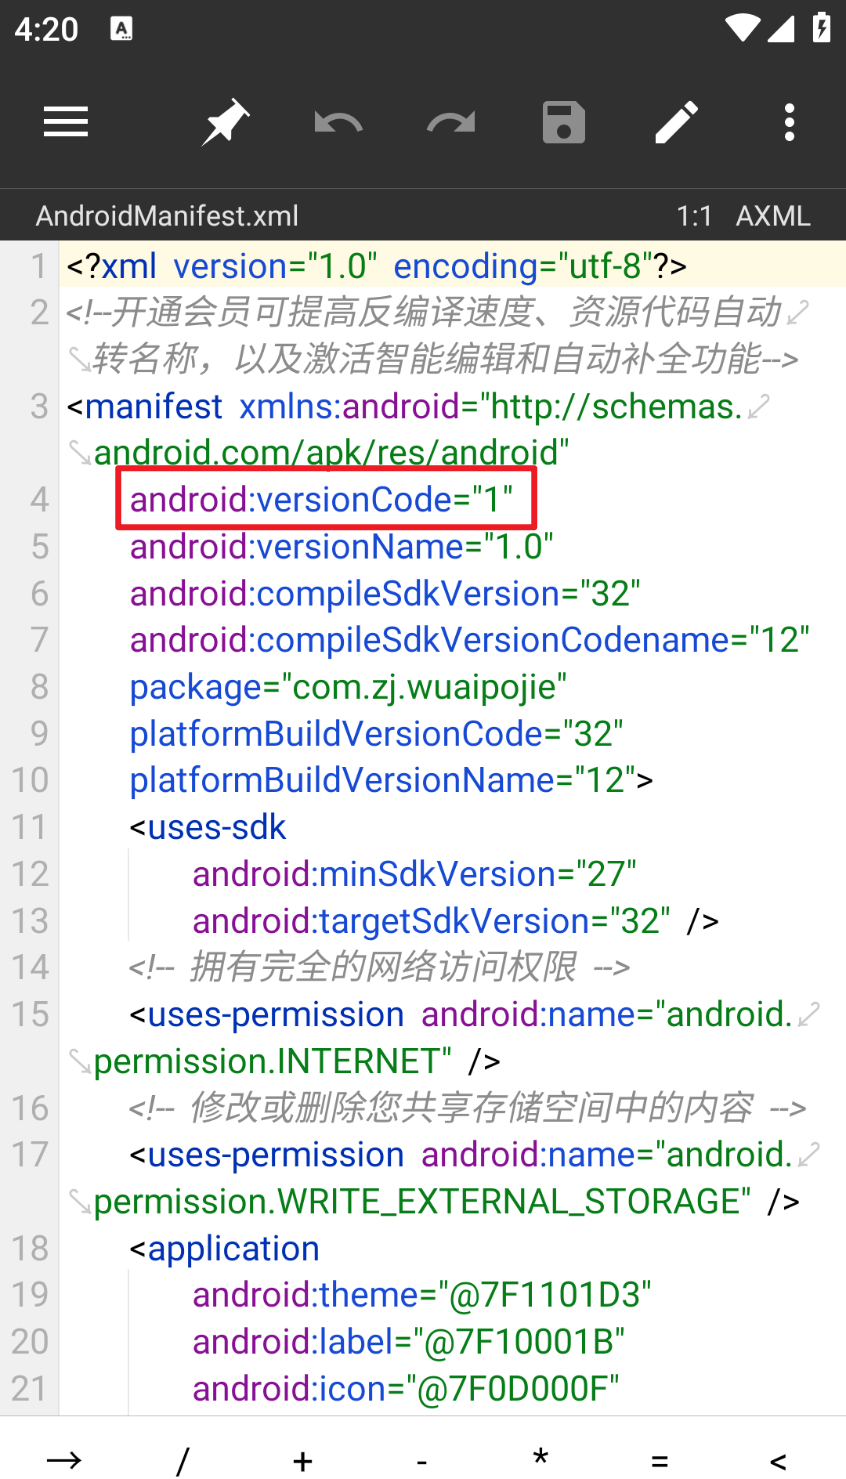 4:20 A
AndroidManifest.xml 1:1 AXML
1 <?xml version="1.0" encoding="utf-8"?>
2 <!--开通会员可提高反编译速度、资源代码自动
转名称，以及激活智能编辑和自动补全功能-->
3 <manifest xmlns:android="http://schemas.
android.com/apk/res/android"
4 android:versionCode="1"
5 android:versionName="1.0"
6 android:compileSdkVersion="32"
7 android:compileSdkVersionCodename="12"
8 package="com.zj.wuaipojie"
9 platformBuildVersionCode="32"
10 platformBuildVersionName="12">
11 <uses-sdk
12 android:minSdkVersion="27"
13 android:targetSdkVersion="32" />
14 <!-- 拥有完全的网络访问权限 -->
15 <uses-permission android:name="android.
permission.INTERNET" />
16 <!-- 修改或删除您共享存储空间中的内容 -->
17 <uses-permission android:name="android.
permission.WRITE_EXTERNAL_STORAGE" />
18 <application
19 android:theme="@7F1101D3"
20 android:label="@7F10001B"
21 android:icon="@7F0D000F"
→ / + - * = <